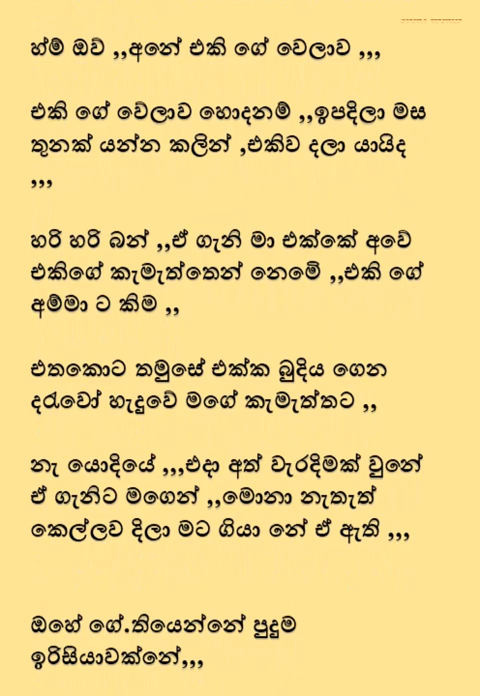 හ්ම් ඔව් ,,අනේ එකි ගේ වෙලාව ,,,
එකි ගේ වේලාව හොදනම් ,,ඉපදිලා මස
තුනක් යන්න කලින් ,එකිව දලා යායිද
,,,
හරි හරි බන් ,,ඒ ගැනි මා එක්කේ අවේ
එකිගේ කැමැත්තෙන් නෙමෙි ,,එකි ගේ
අම්මා ට කිම ,,
එතකොට තමුසේ එක්ක බුදිය ගෙන
දරැවෝ හැදුවේ මගේ කැමැත්තට ,,
නැ යොදියේ ,,,එදා අත් වැරදිමක් වුනේ
ඒ ගැනිට මගෙන් ,,මොනා නැතැත්
කෙල්ලව දිලා මට ගියා නේ ඒ ඇති ,,,
ඔහේ ගේ.තියෙන්නේ පුදුම
ඉරිසියාවක්නේ,,,